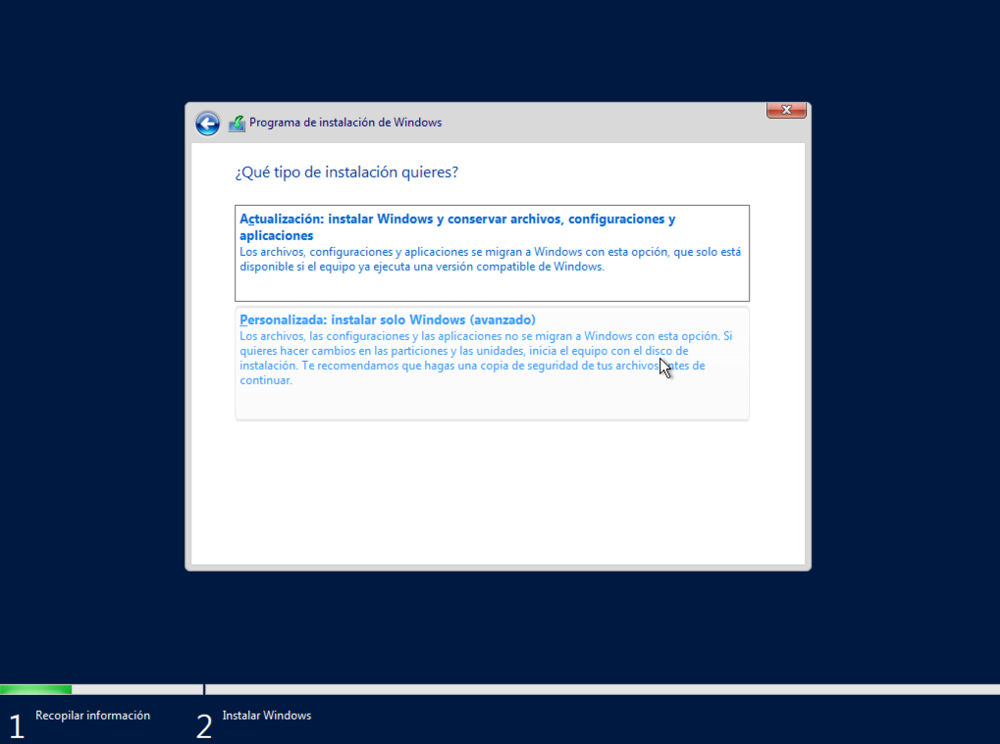 Programa de instalación de Windows
¿Qué tipo de instalación quieres?
Actualización: instalar Windows y conservar archivos, configuraciones y
aplicaciones
Los archivos, configuraciones y aplicaciones se migran a Windows con esta opción, que solo está
disponible si el equipo ya ejecuta una versión compatible de Windows.
Personalizada: instalar solo Windows (avanzado)
Los archivos, las configuraciones y las aplicaciones no se migran a Windows con esta opción. Si
quieres hacer cambios en las particiones y las unidades, inicia el equipo con el disco de
instalación. Te recomendamos que hagas una copia de seguridad de tus archivos antes de
continuar.
1 Recopilar información
2 Instalar Windows